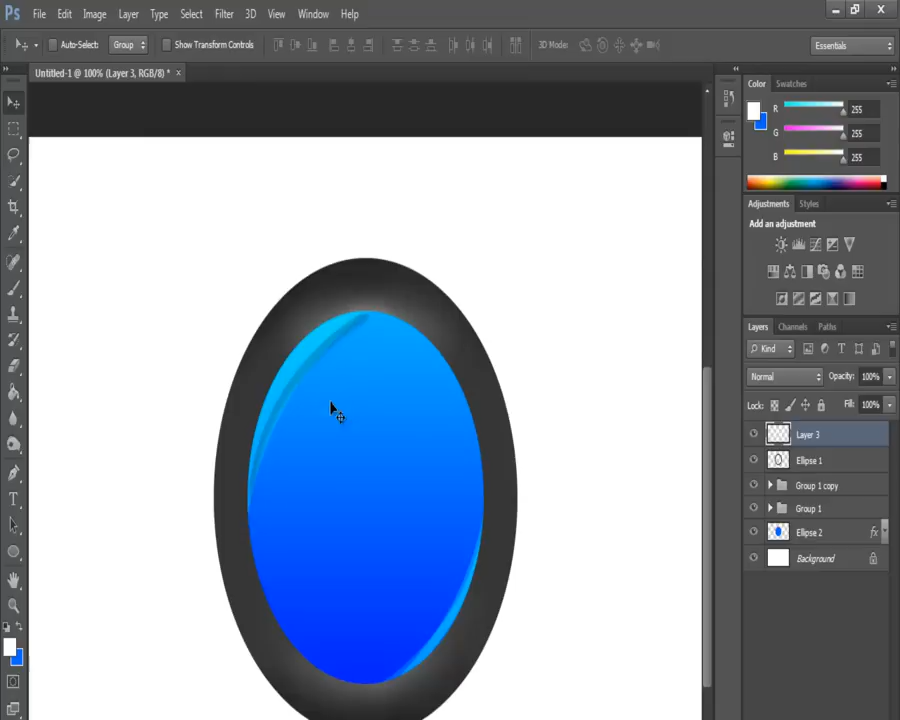 Ps File Edit Image Layer Type Select Filter 3D View Window Help
Auto-Select: Group Show Transform Controls 3D Mode: Essentials
Untitled-1 @ 100% (Layer 3, RGB/8) * ×
Color Swatches
R 255
G 255
B 255
Adjustments Styles
Add an adjustment
Layers Channels Paths
Kind T
Normal Opacity: 100%
Lock: Fill: 100%
Layer 3
Ellipse 1
Group 1 copy
Group 1
Ellipse 2 fx
Background
T